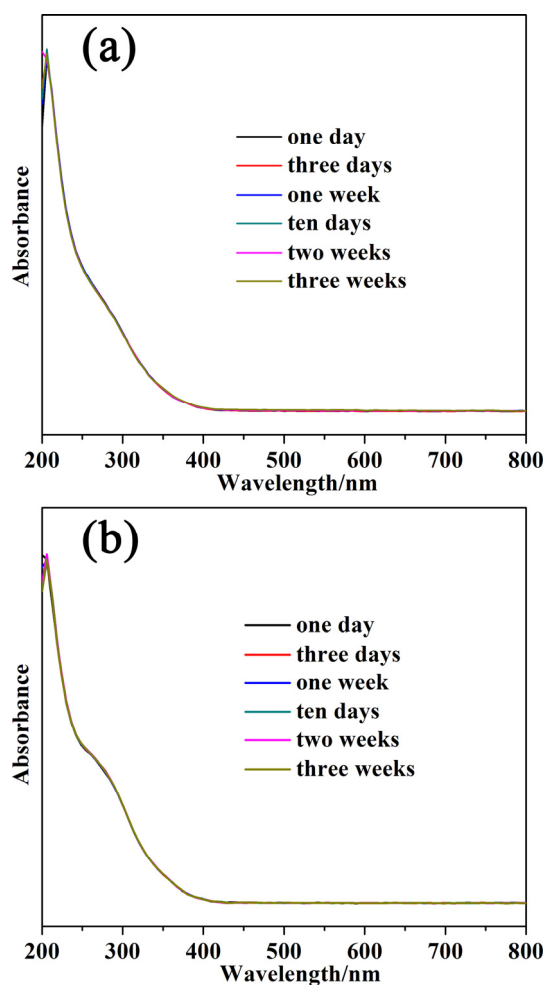 (a)
Absorbance
one day
three days
one week
ten days
two weeks
three weeks
200 300 400 500 600 700 800
Wavelength/nm
(b)
Absorbance
one day
three days
one week
ten days
two weeks
three weeks
200 300 400 500 600 700 800
Wavelength/nm